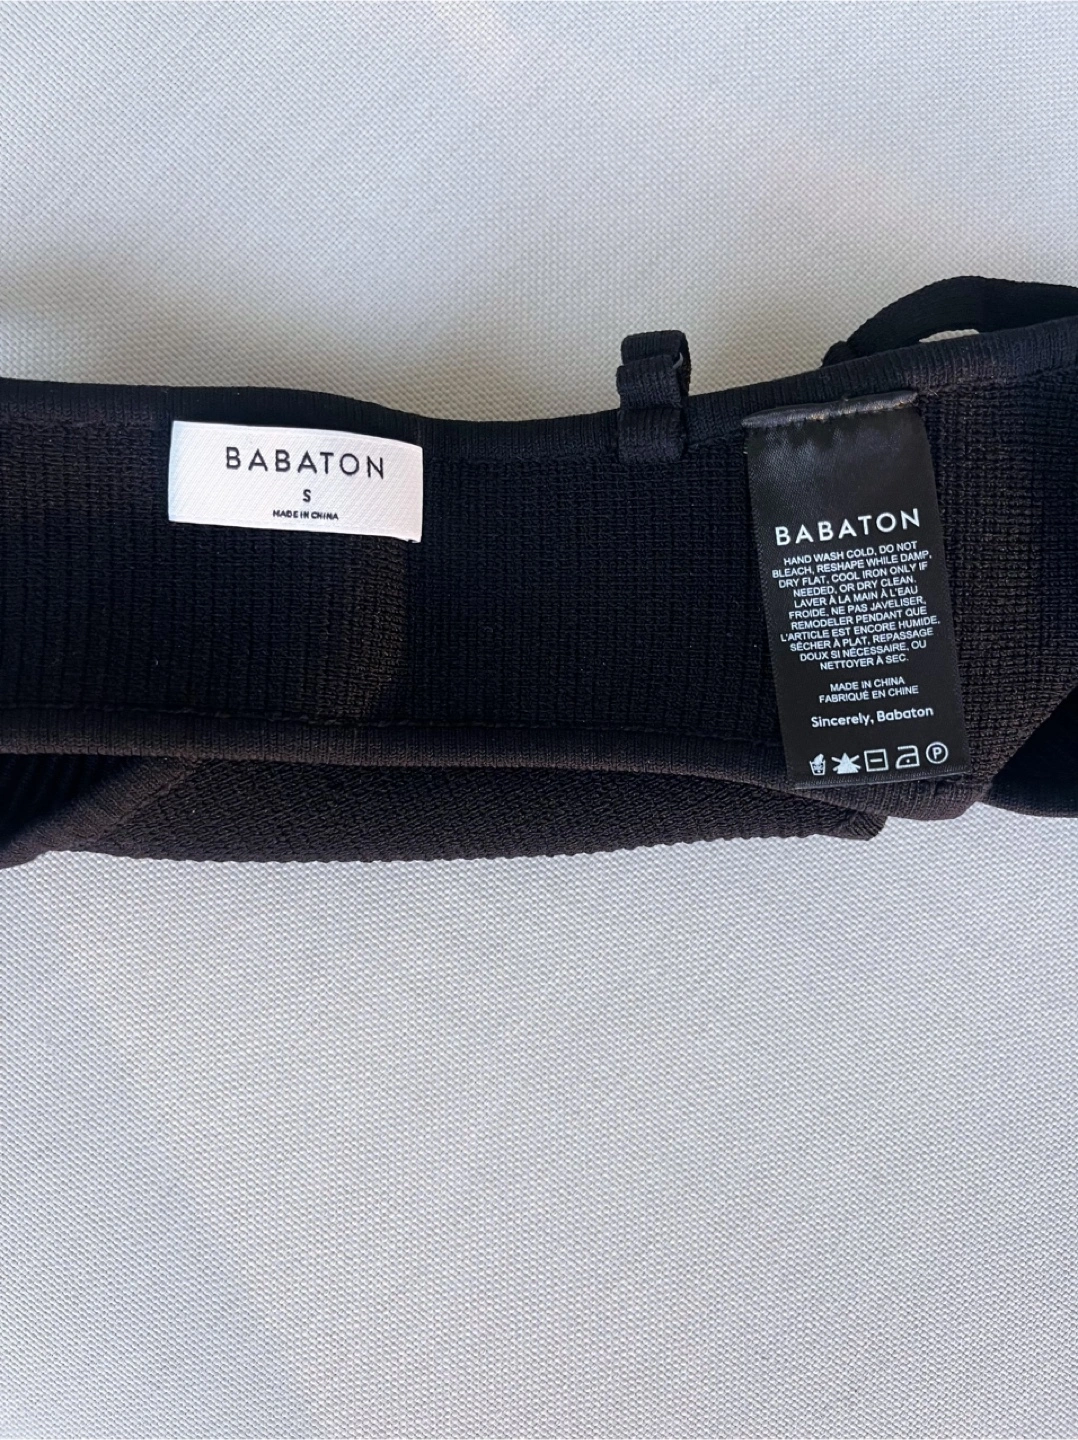 BABATON
S
MADE IN CHINA
BABATON
HAND WASH COLD, DO NOT
BLEACH, RESHAPE WHILE DAMP,
DRY FLAT, COOL IRON ONLY IF
NEEDED, OR DRY CLEAN.
LAVER À LA MAIN À L'EAU
FROIDE, NE PAS JAVELISER,
REMODELER PENDANT QUE
L'ARTICLE EST ENCORE HUMIDE,
SÉCHER À PLAT, REPASSAGE
DOUX SI NÉCESSAIRE, OU
NETTOYER À SEC.
MADE IN CHINA
FABRIQUÉ EN CHINE
Sincerely, Babaton
P